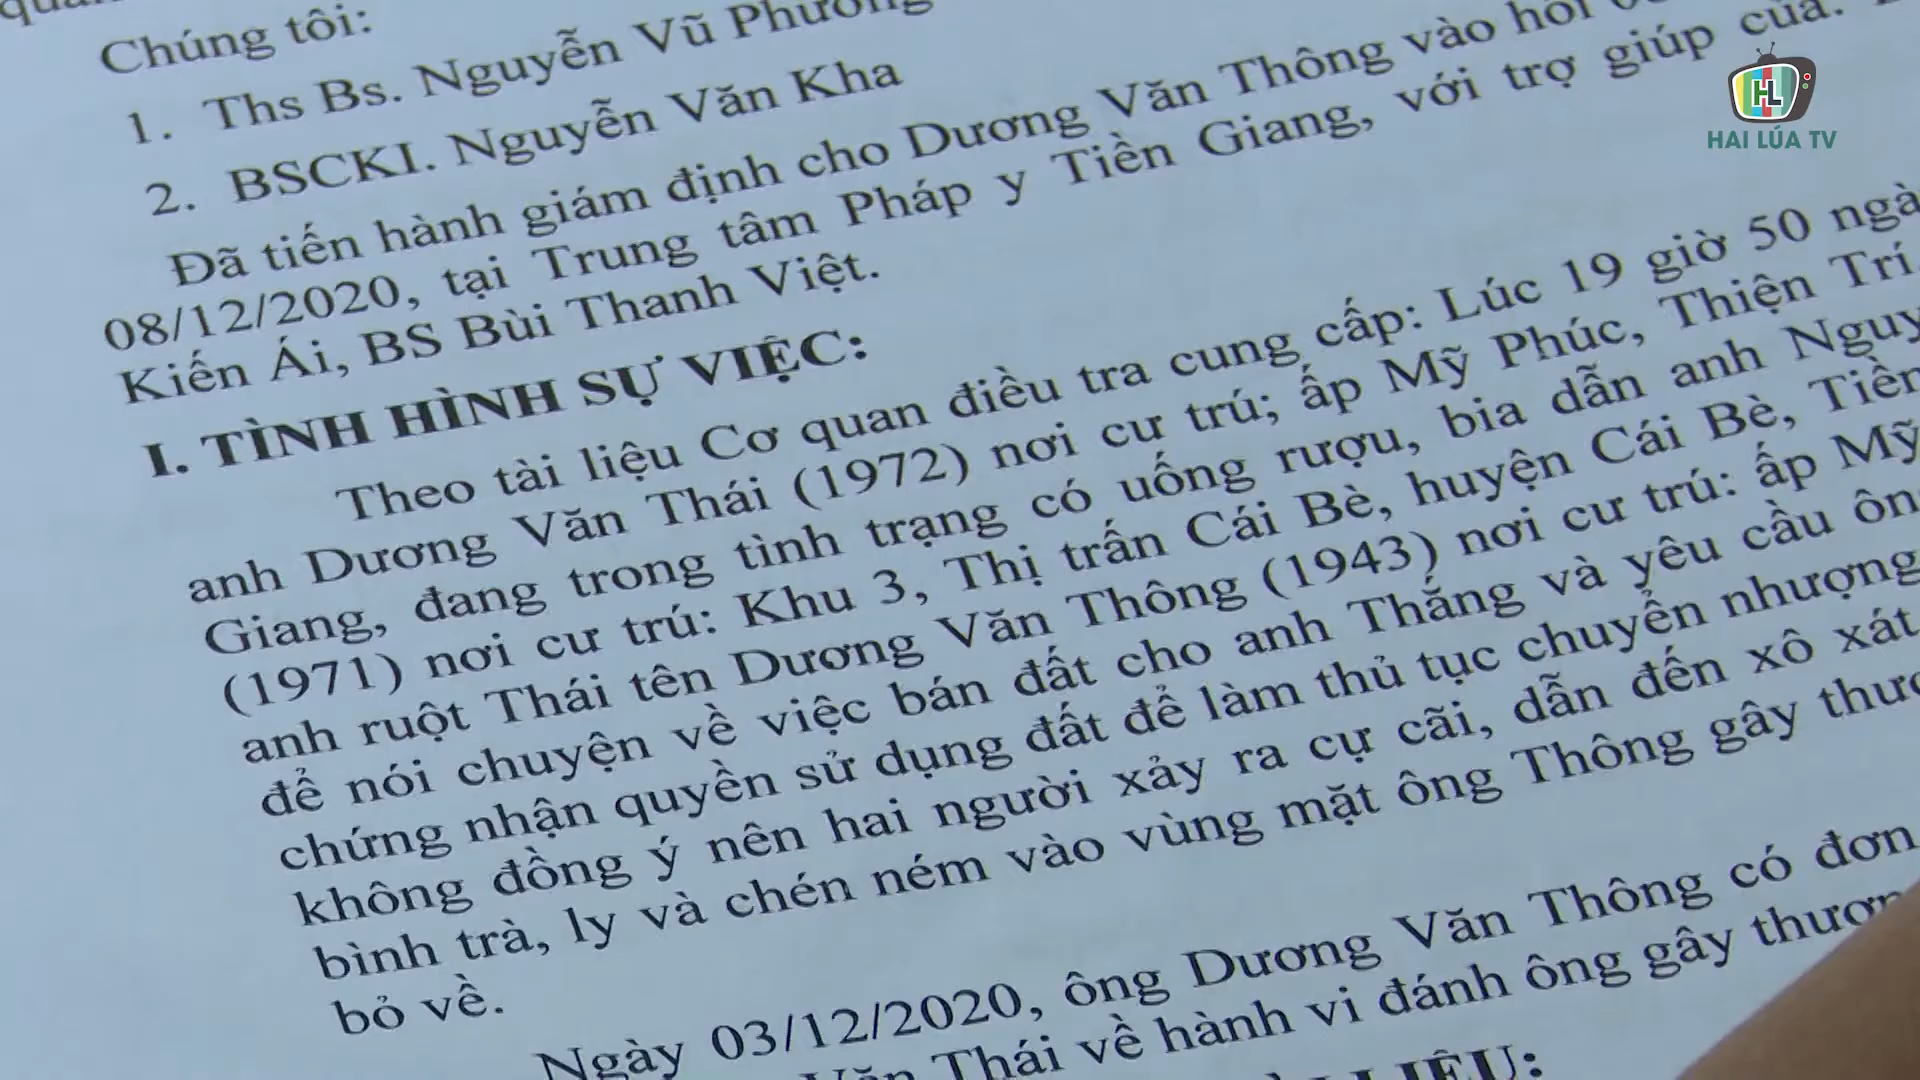 Chúng tôi:
1. Ths Bs. Nguyễn Vũ Phương
2. BSCKI. Nguyễn Văn Kha
Đã tiến hành giám định cho Dương Văn Thông vào hồi
08/12/2020, tại Trung tâm Pháp y Tiền Giang, với trợ giúp của:
Kiến Ái, BS Bùi Thanh Việt.
I. TÌNH HÌNH SỰ VIỆC:
Theo tài liệu Cơ quan điều tra cung cấp: Lúc 19 giờ 50
anh Dương Văn Thái (1972) nơi cư trú; ấp Mỹ Phúc, Thiện Trí,
Giang, đang trong tình trạng có uống rượu, bia dẫn anh
(1971) nơi cư trú: Khu 3, Thị trấn Cái Bè, huyện Cái Bè, Tiền
anh ruột Thái tên Dương Văn Thông (1943) nơi cư trú: ấp Mỹ
để nói chuyện về việc bán đất cho anh Thắng và yêu cầu
chứng nhận quyền sử dụng đất để làm thủ tục chuyển nhượng
không đồng ý nên hai người xảy ra cự cãi, dẫn đến xô xát
bình trà, ly và chén ném vào vùng mặt ông Thông gây
bỏ về.
Ngày 03/12/2020, ông Dương Văn Thông có đơn
Văn Thái về hành vi đánh ông gây
HL
HAI LÚA TV